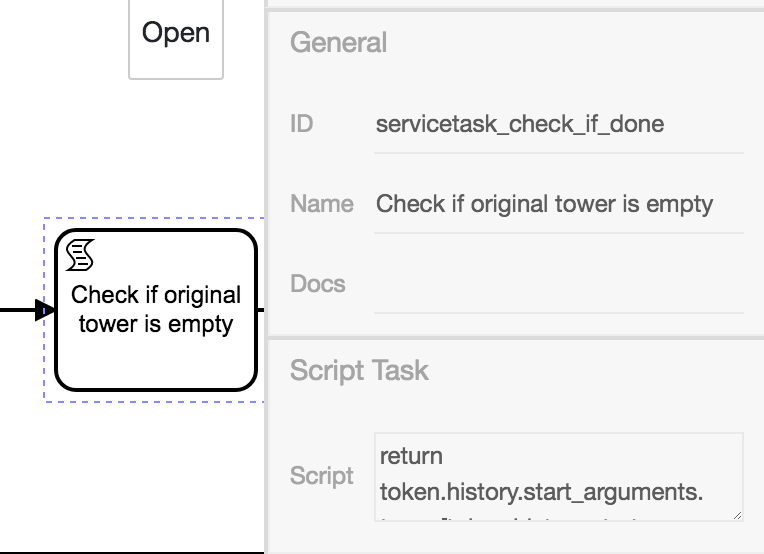 Open
General
ID servicetask_check_if_done
Name Check if original tower is empty
Docs
Check if original
tower is empty
Script Task
Script
return
token.history.start_arguments.